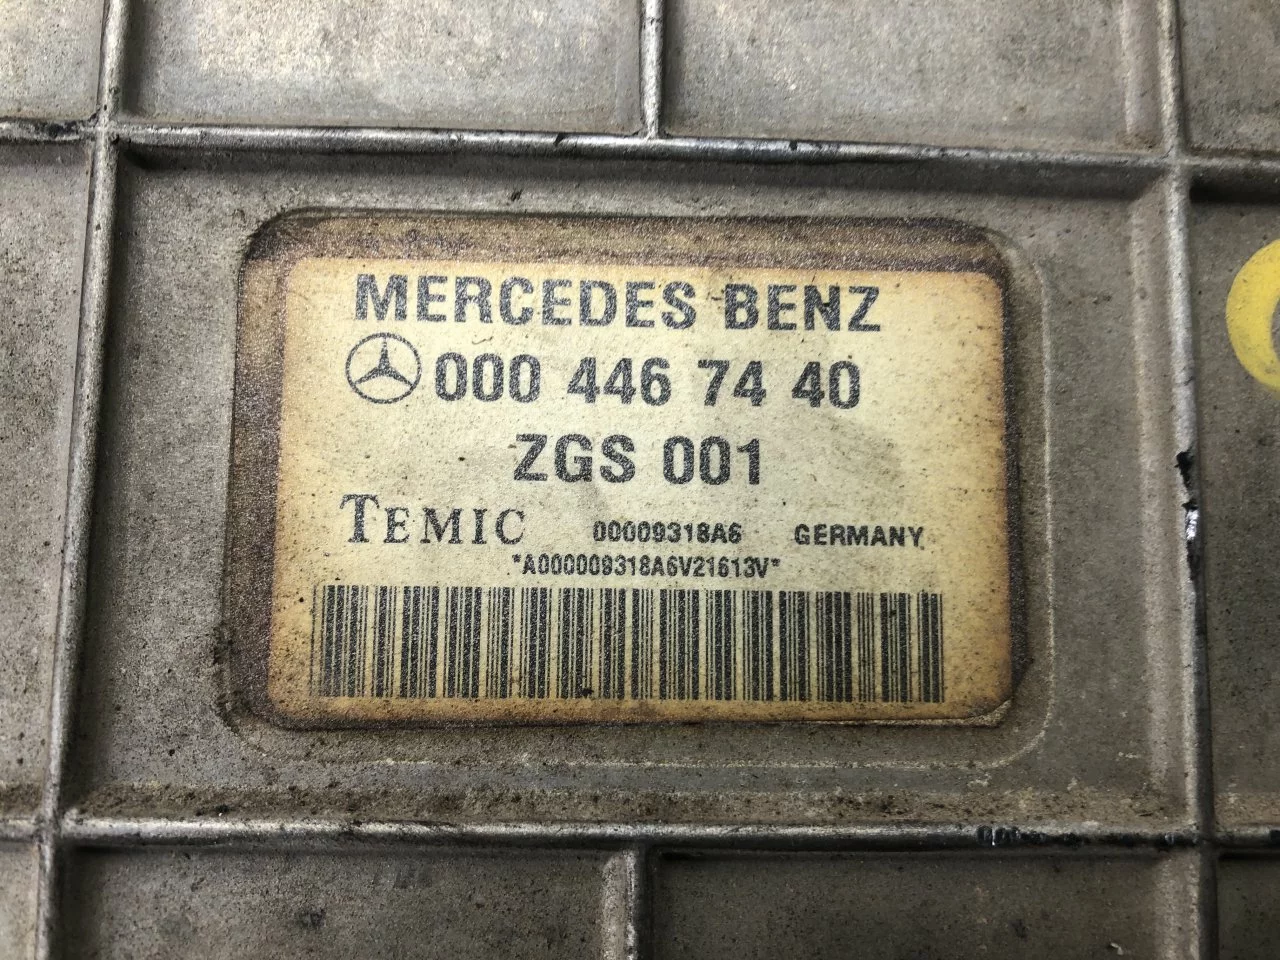 MERCEDES BENZ
000 446 74 40
ZGS 001
TEMIC 00009318A6 GERMANY
*A000009318A6V21613V*